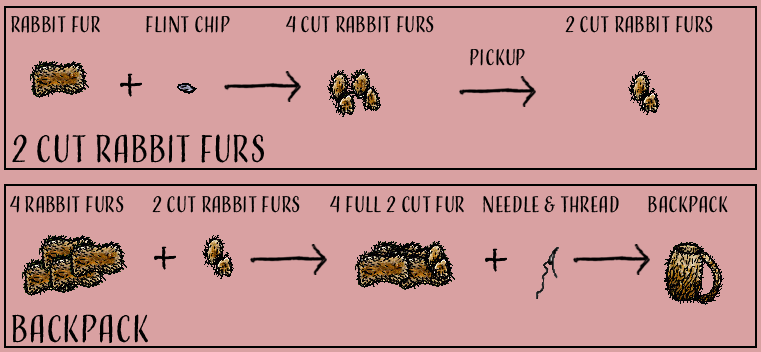 RABBIT FUR FLINT CHIP 4 CUT RABBIT FURS 2 CUT RABBIT FURS
PICKUP
+
2 CUT RABBIT FURS
4 RABBIT FURS 2 CUT RABBIT FURS 4 FULL 2 CUT FUR NEEDLE & THREAD BACKPACK
+ +
BACKPACK